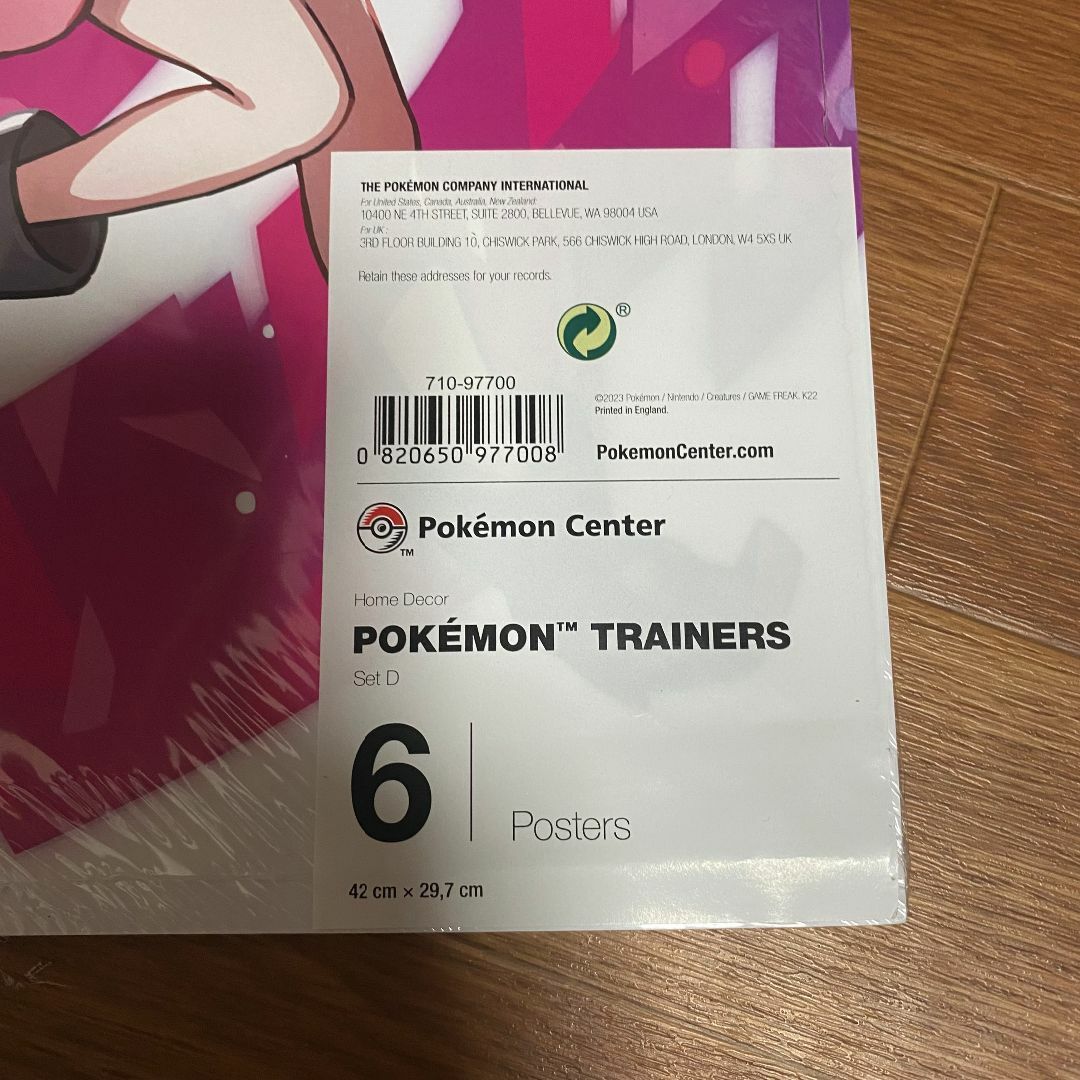 THE POKÉMON COMPANY INTERNATIONAL
For United States, Canada, Australia, New Zealand:
10400 NE 4TH STREET, SUITE 2800, BELLEVUE, WA 98004 USA
For UK :
3RD FLOOR BUILDING 10, CHISWICK PARK, 566 CHISWICK HIGH ROAD, LONDON, W4 5XS UK
Retain these addresses for your records.
®
710-97700
0 820650 977008
©2023 Pokémon / Nintendo / Creatures / GAME FREAK. K22
Printed in England.
PokemonCenter.com
TM Pokémon Center
Home Decor
POKÉMON™ TRAINERS
Set D
6 Posters
42 cm × 29,7 cm